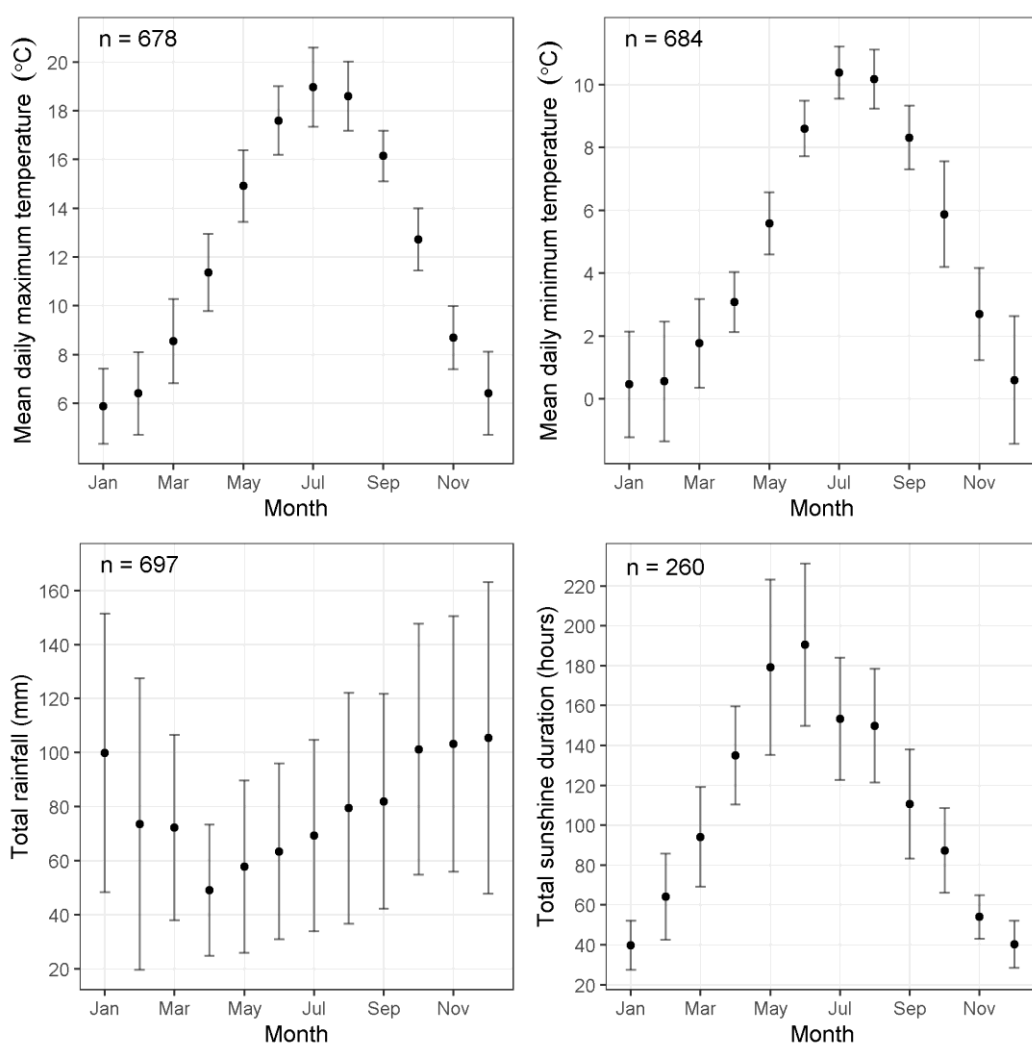 n = 678
Mean daily maximum temperature (°C)
20
18
16
14
12
10
8
6
Jan Mar May Jul Sep Nov
Month
n = 684
Mean daily minimum temperature (°C)
10
8
6
4
2
0
Jan Mar May Jul Sep Nov
Month
n = 697
Total rainfall (mm)
160
140
120
100
80
60
40
20
Jan Mar May Jul Sep Nov
Month
n = 260
Total sunshine duration (hours)
220
200
180
160
140
120
100
80
60
40
20
Jan Mar May Jul Sep Nov
Month